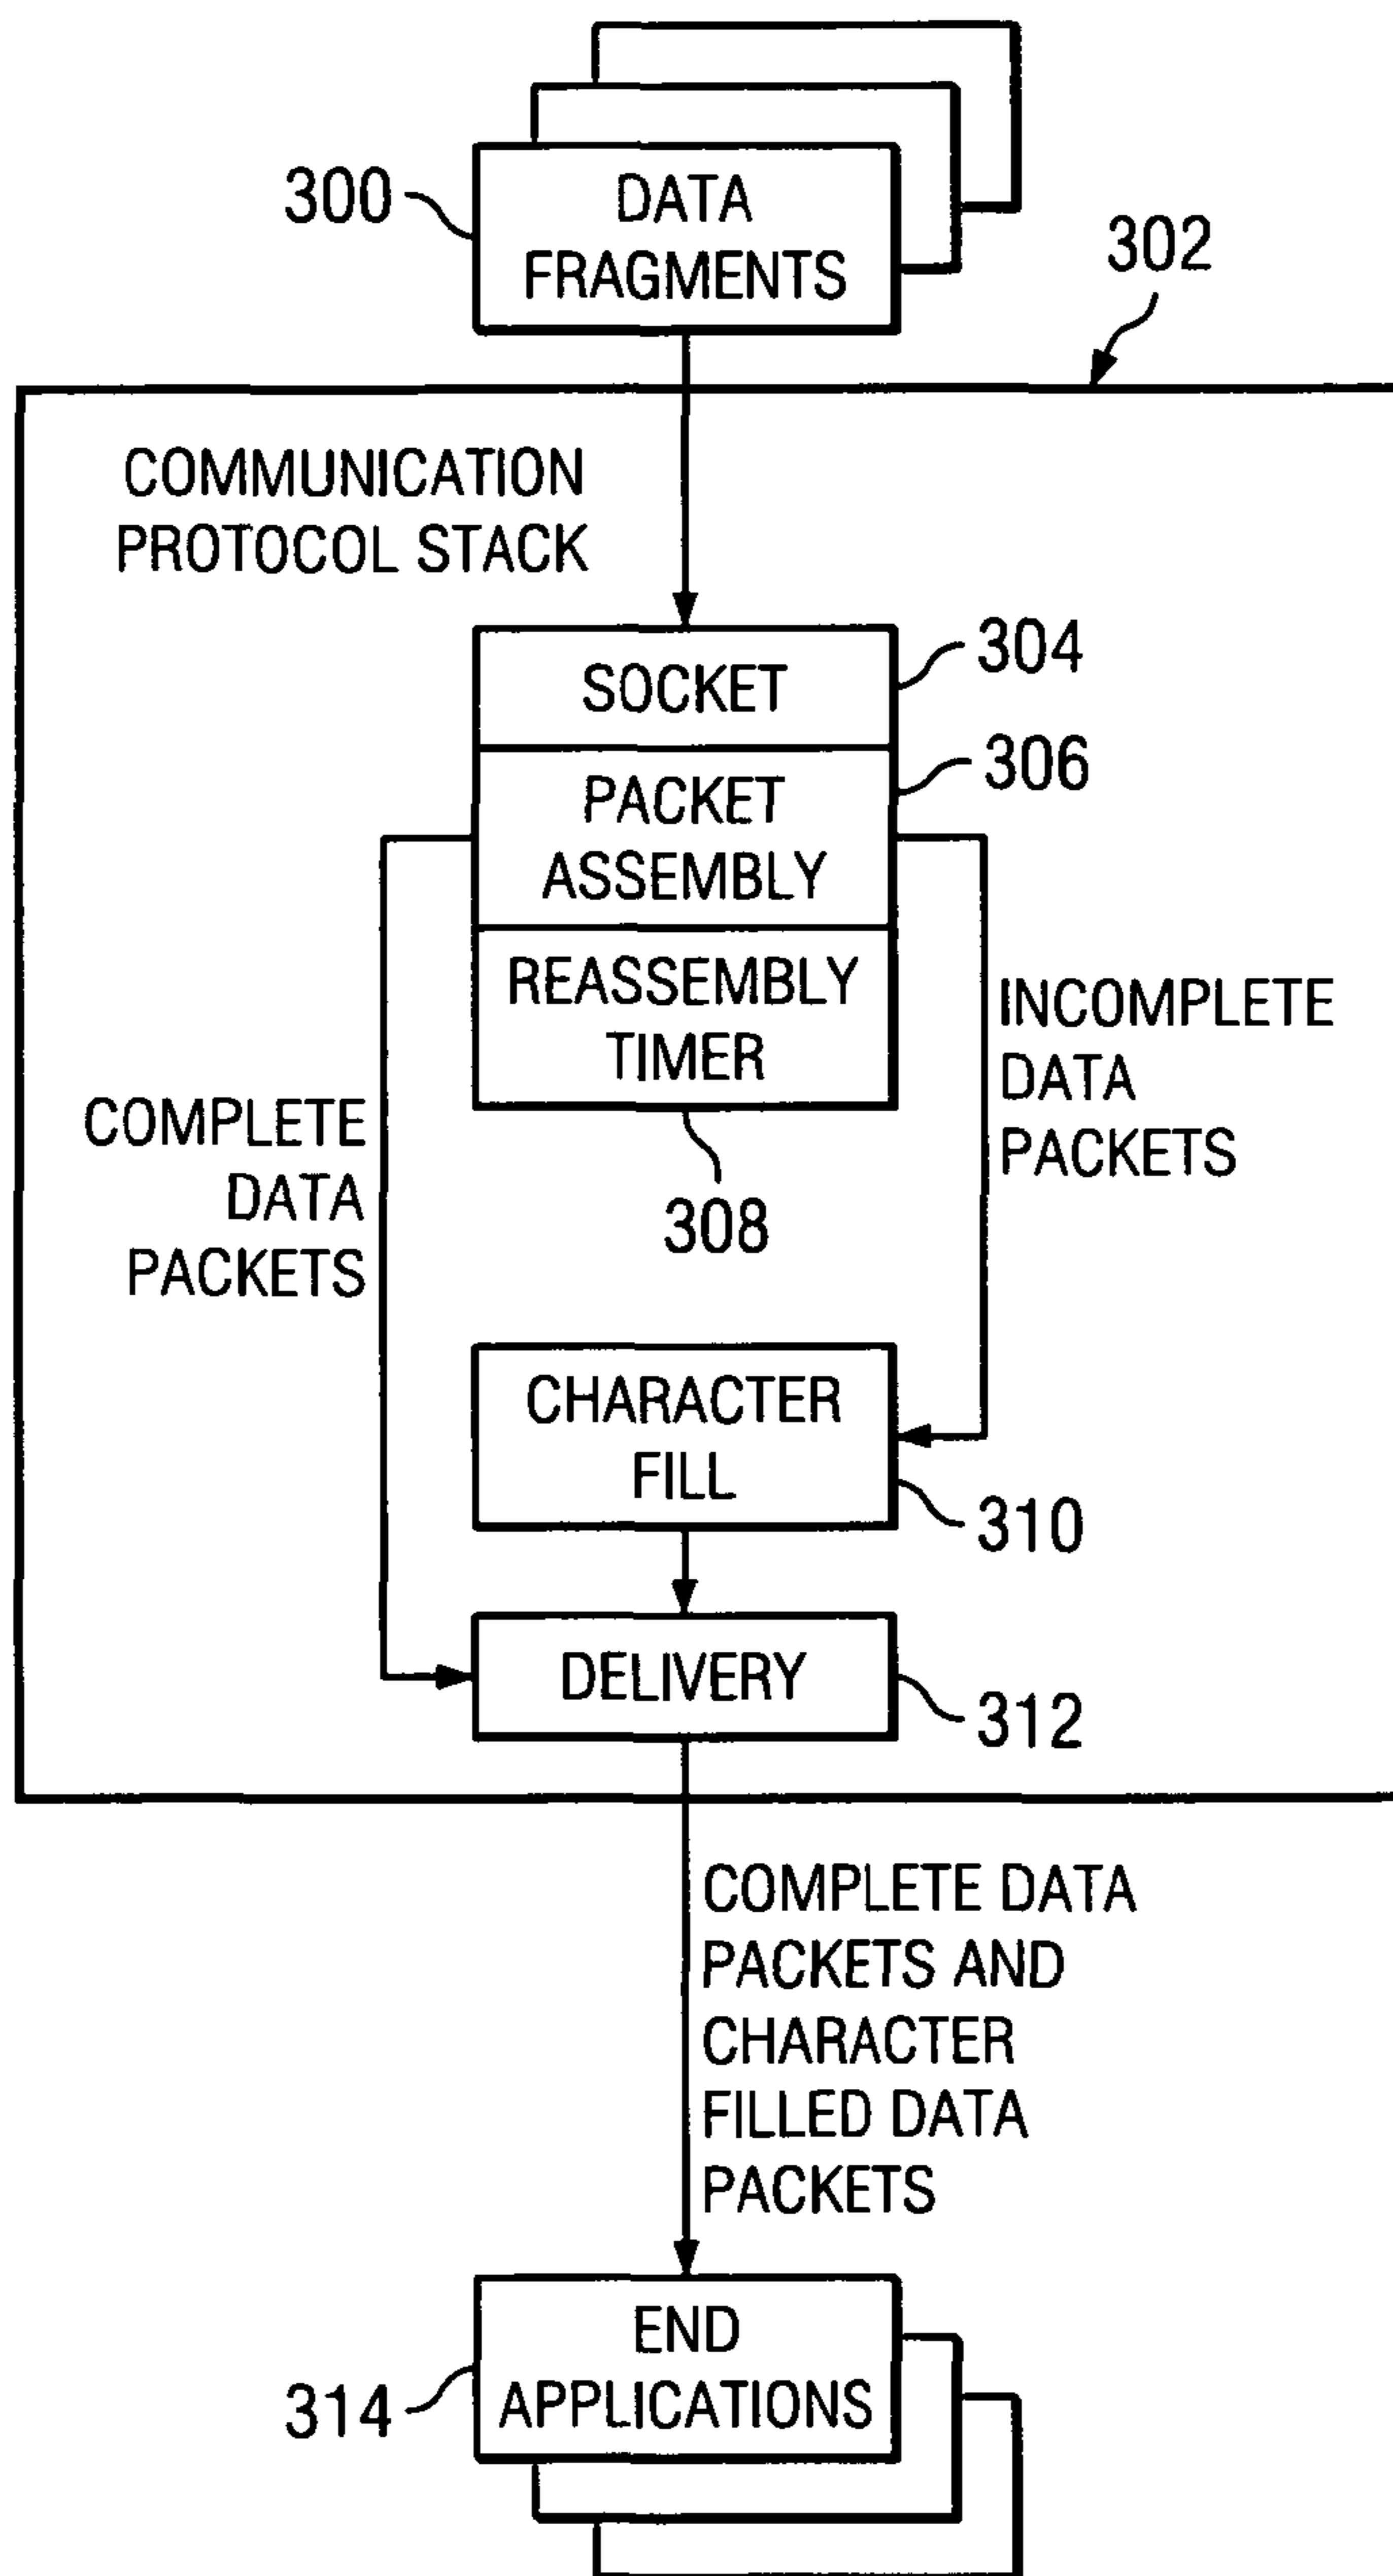 300
DATA
FRAGMENTS
302
COMMUNICATION
PROTOCOL STACK
SOCKET
304
PACKET
ASSEMBLY
306
REASSEMBLY
TIMER
308
COMPLETE
DATA
PACKETS
INCOMPLETE
DATA
PACKETS
CHARACTER
FILL
310
DELIVERY
312
COMPLETE DATA
PACKETS AND
CHARACTER
FILLED DATA
PACKETS
END
APPLICATIONS
314